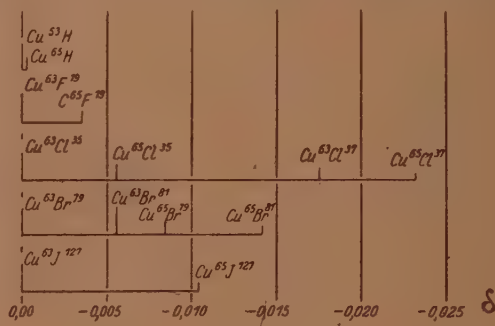 Cu⁵³H
Cu⁶⁵H
Cu⁶³F¹⁹
C⁶⁵F¹⁹
Cu⁶³Cl³⁵
Cu⁶⁵Cl³⁵
Cu⁶³Cl³⁷
Cu⁶⁵Cl³⁷
Cu⁶³Br⁷⁹
Cu⁶³Br⁸¹
Cu⁶⁵Br⁷⁹
Cu⁶⁵Br⁸¹
Cu⁶³J¹²⁷
Cu⁶⁵J¹²⁷
0,00 -0,005 -0,010 -0,015 -0,020 -0,025 δ